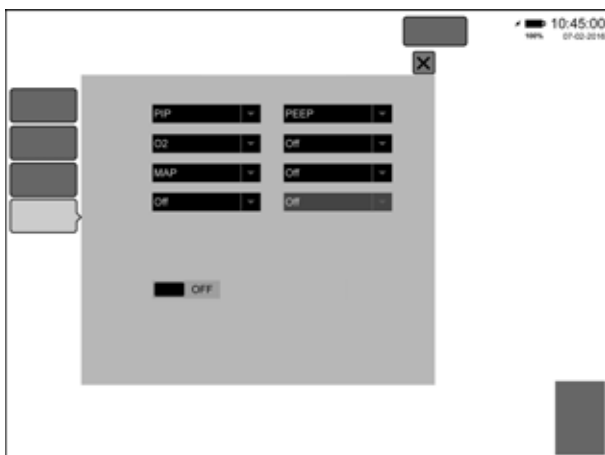 10:45:00
100% 07-02-2016
PIP PEEP
O2 Off
MAP Off
Off Off
OFF